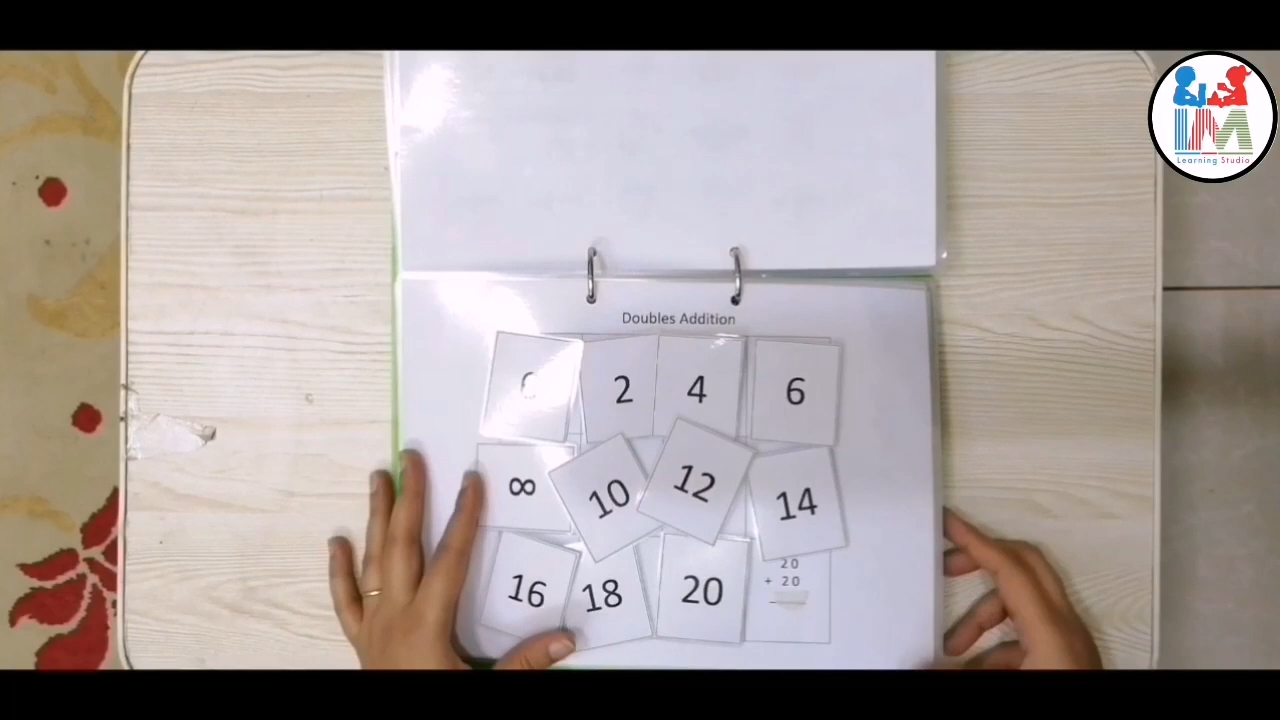 Learning Studio
Doubles Addition
2 4 6
8 10 12 14
20
+ 20
16 18 20